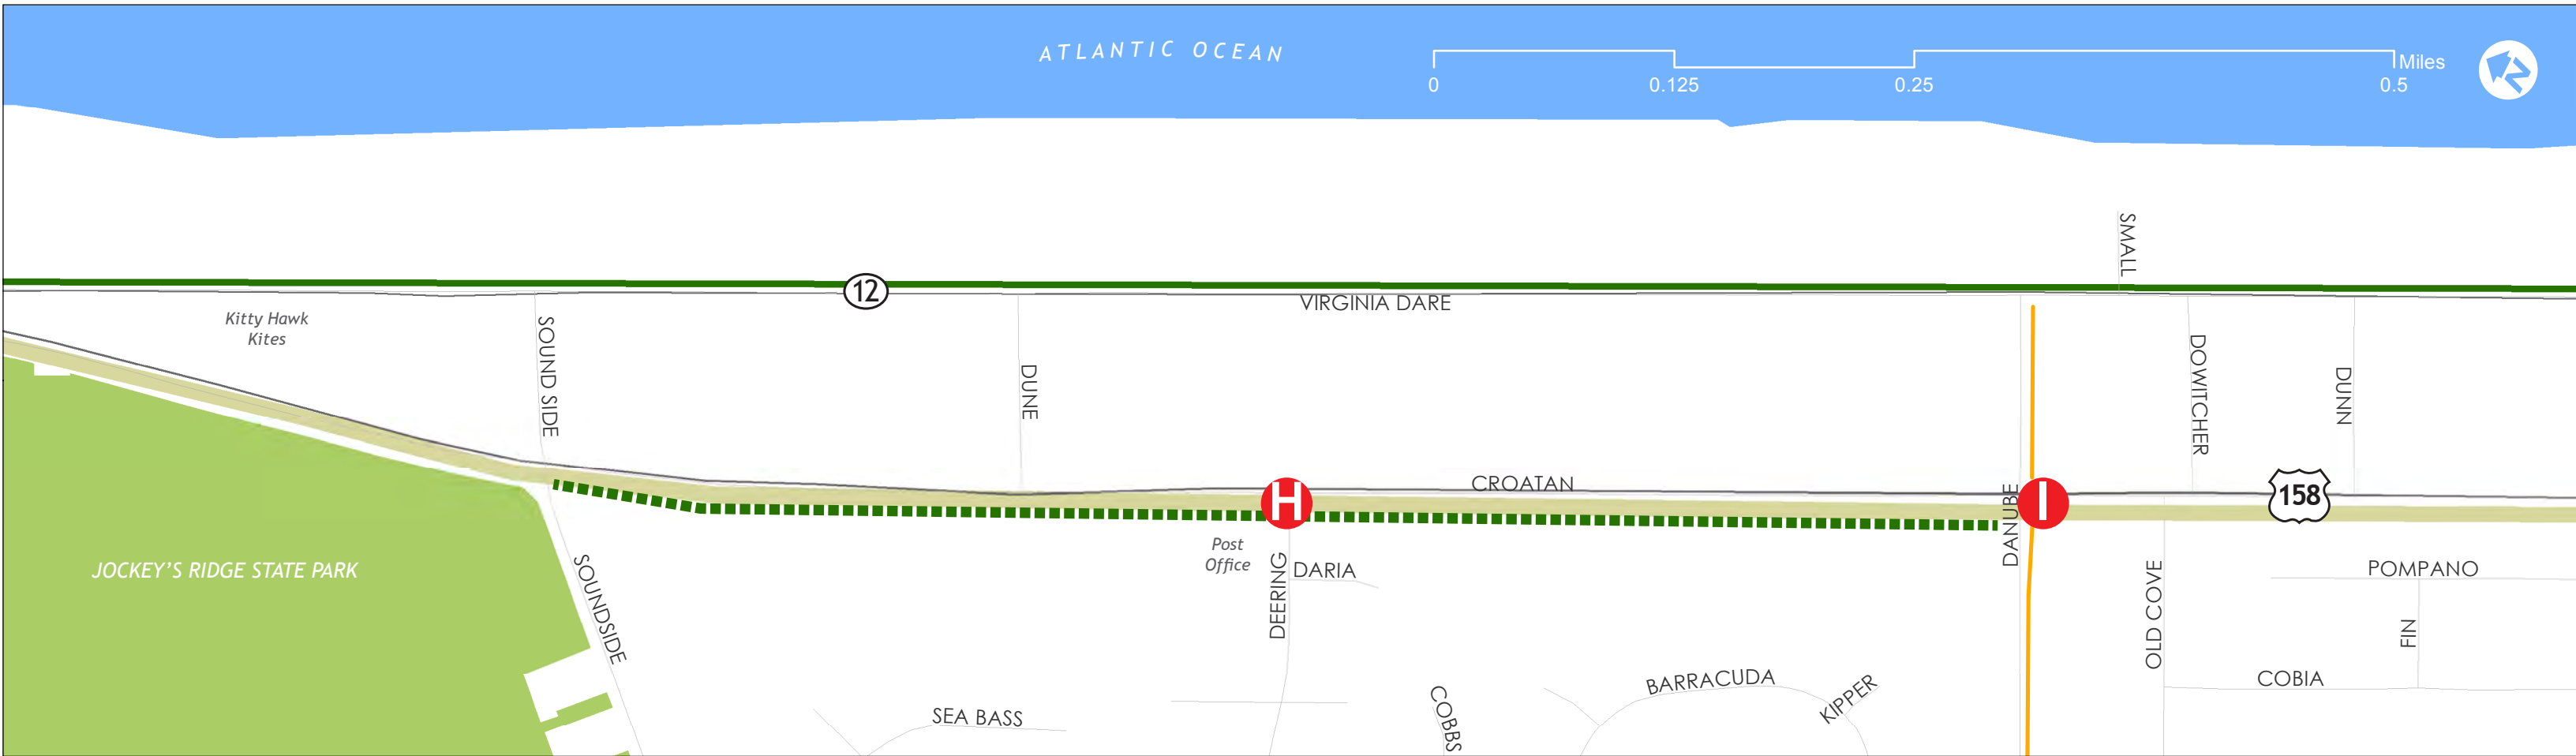 ATLANTIC OCEAN
Miles
0
0.125
0.25
0.5
N
SMALL
12
VIRGINIA DARE
Kitty Hawk
Kites
SOUND SIDE
DUNE
DOWITCHER
DUNN
CROATAN
H
I
158
DANUBE
JOCKEY'S RIDGE STATE PARK
SOUNDSIDE
Post
Office
DEERING
DARIA
OLD COVE
POMPANO
FIN
COBIA
SEA BASS
COBBS
BARRACUDA
KIPPER